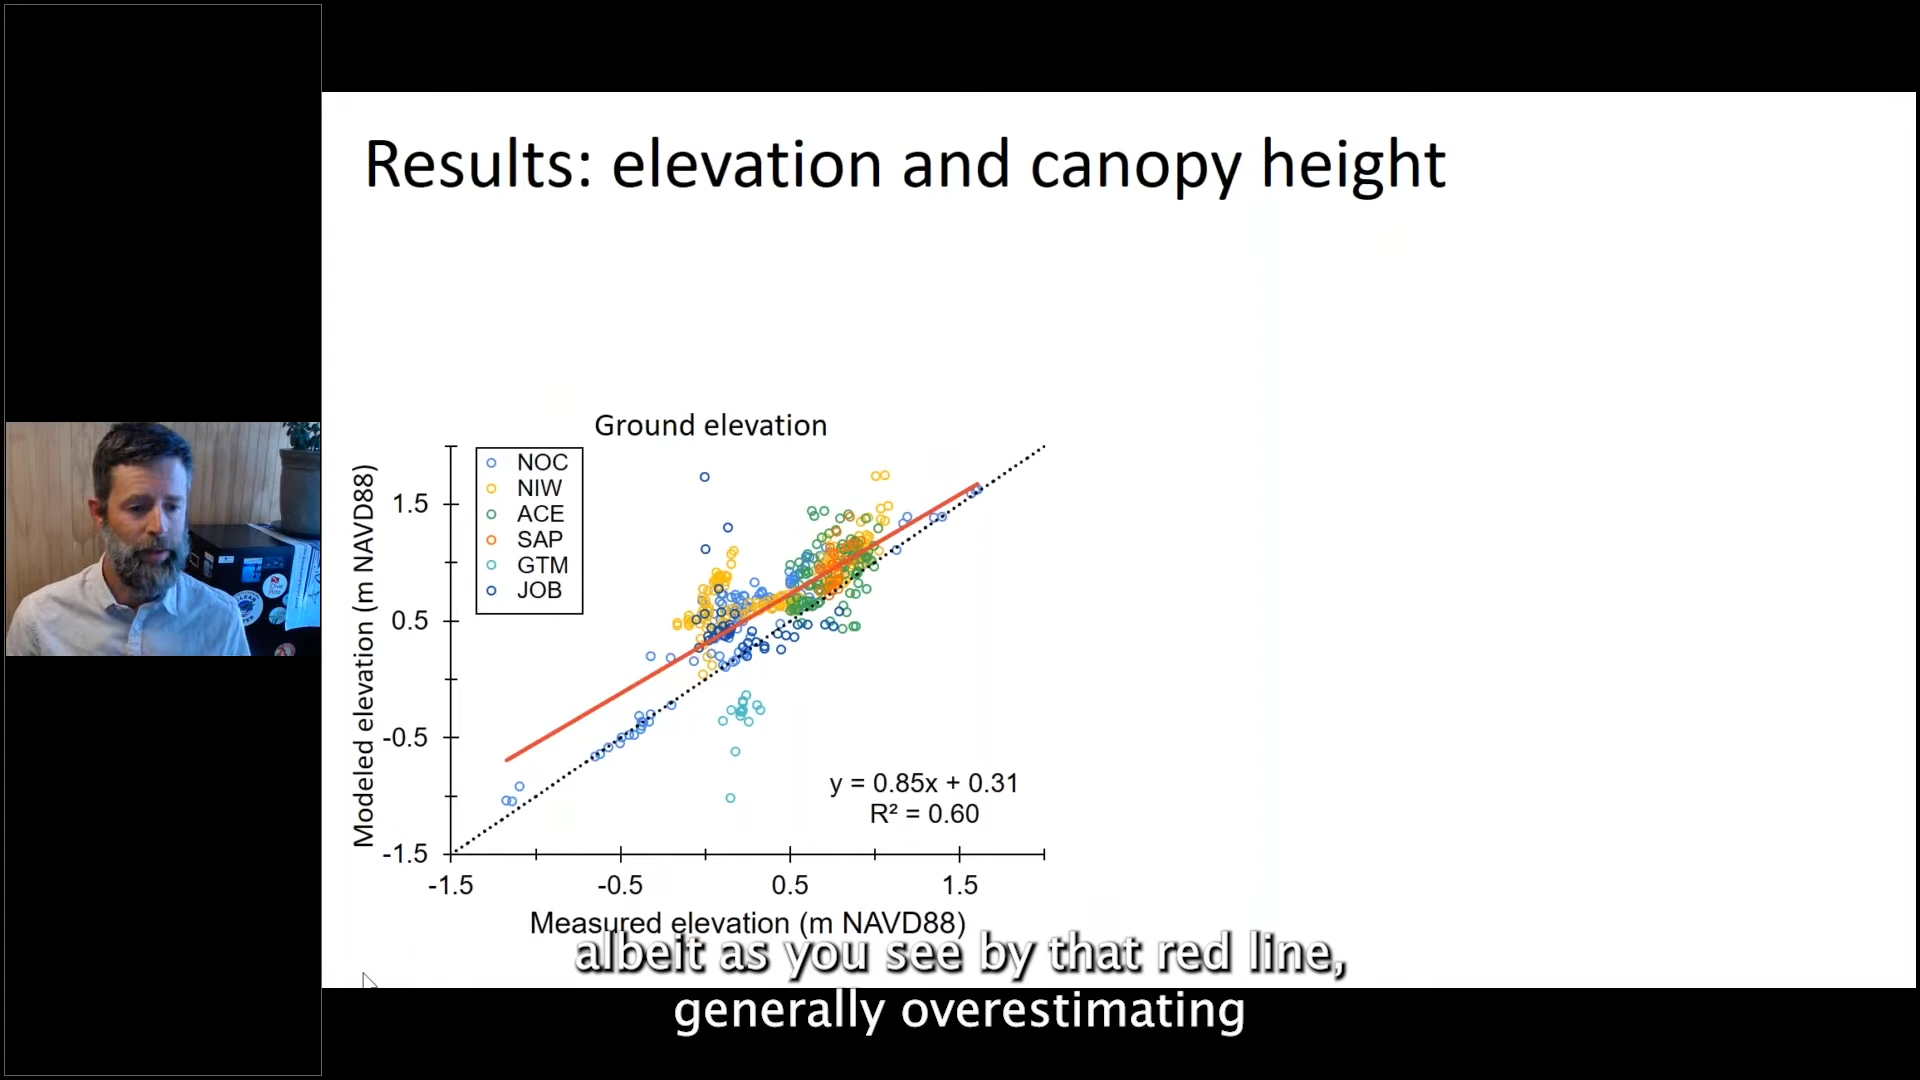 Results: elevation and canopy height
Ground elevation
NOC
NIW
ACE
SAP
GTM
JOB
Modeled elevation (m NAVD88)
1.5
0.5
-0.5
-1.5
y = 0.85x + 0.31
R² = 0.60
-1.5
-0.5
0.5
1.5
Measured elevation (m NAVD88)
albeit as you see by that red line,
generally overestimating